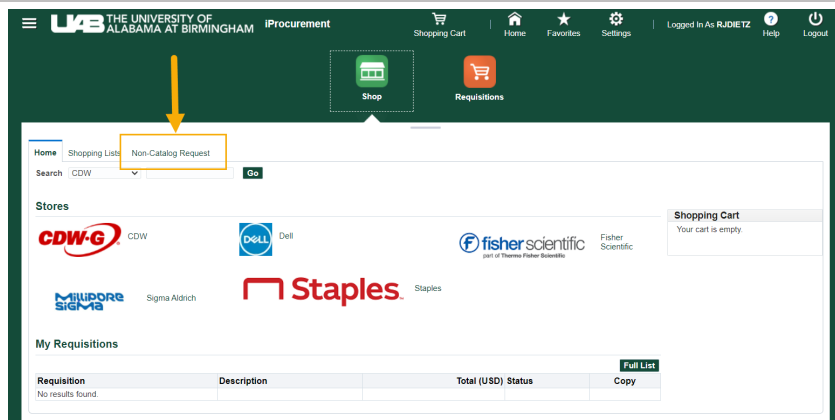 UAB THE UNIVERSITY OF
ALABAMA AT BIRMINGHAM
iProcurement
Shopping Cart
Home
Favorites
Settings
Logged In As RJDIETZ
? Help
Logout
Shop
Requisitions
Home Shopping Lists Non-Catalog Request
Search CDW Go
Stores
Shopping Cart
Your cart is empty.
CDW·G CDW
DELL Dell
f fisher scientific
part of Thermo Fisher Scientific
Fisher
Scientific
Millipore
Sigma
Sigma Aldrich
Staples
Staples
My Requisitions
Full List
Requisition Description Total (USD) Status Copy
No results found.